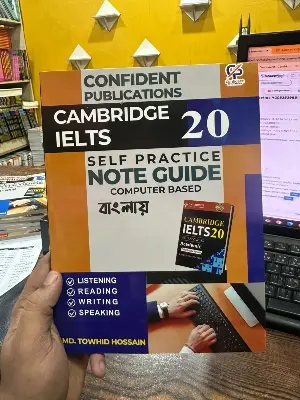 CONFIDENT
PUBLICATIONS
CAMBRIDGE
IELTS
20
SELF PRACTICE
NOTE GUIDE
COMPUTER BASED
বাংলায়
CAMBRIDGE
IELTS 20
Academic
LISTENING
READING
WRITING
SPEAKING
MD. TOWHID HOSSAIN